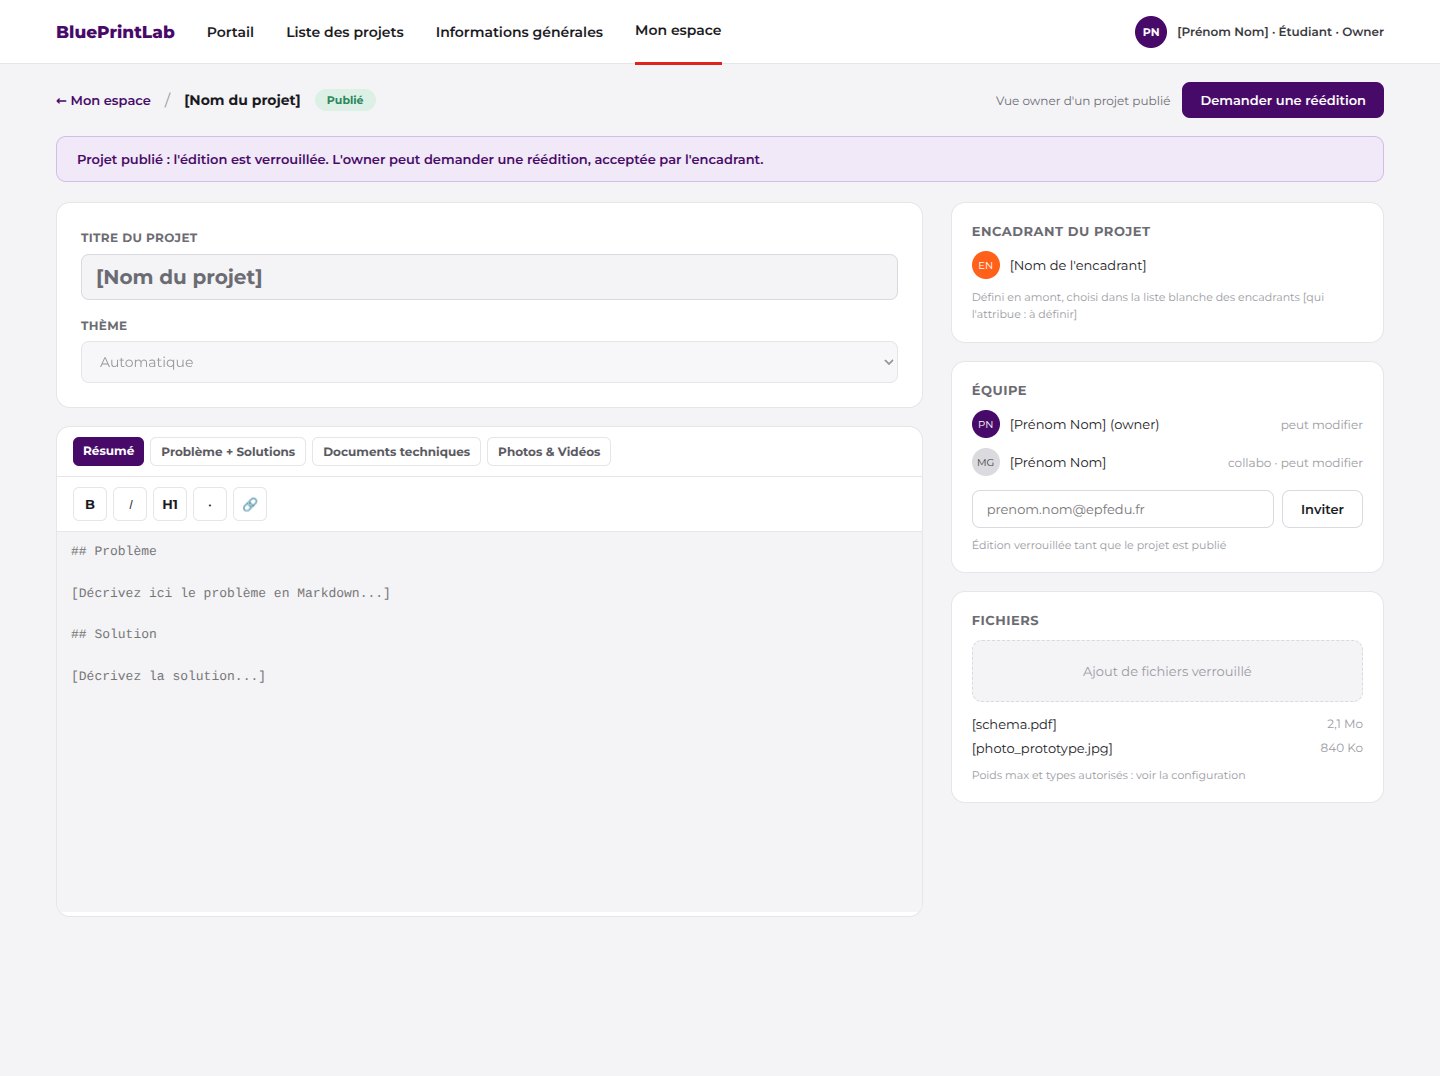 BluePrintLab
Portail
Liste des projets
Informations générales
Mon espace
PN
[Prénom Nom] · Étudiant · Owner
← Mon espace / [Nom du projet]
Publié
Vue owner d'un projet publié
Demander une réédition
Projet publié : l'édition est verrouillée. L'owner peut demander une réédition, acceptée par l'encadrant.
TITRE DU PROJET
[Nom du projet]
THÈME
Automatique
Résumé
Problème + Solutions
Documents techniques
Photos & Vidéos
B
I
H1
·
## Problème
[Décrivez ici le problème en Markdown...]
## Solution
[Décrivez la solution...]
ENCADRANT DU PROJET
EN
[Nom de l'encadrant]
Défini en amont, choisi dans la liste blanche des encadrants [qui
l'attribue : à définir]
ÉQUIPE
PN
[Prénom Nom] (owner)
peut modifier
MG
[Prénom Nom]
collabo · peut modifier
prenom.nom@epfedu.fr
Inviter
Édition verrouillée tant que le projet est publié
FICHIERS
Ajout de fichiers verrouillé
[schema.pdf]
2,1 Mo
[photo_prototype.jpg]
840 Ko
Poids max et types autorisés : voir la configuration